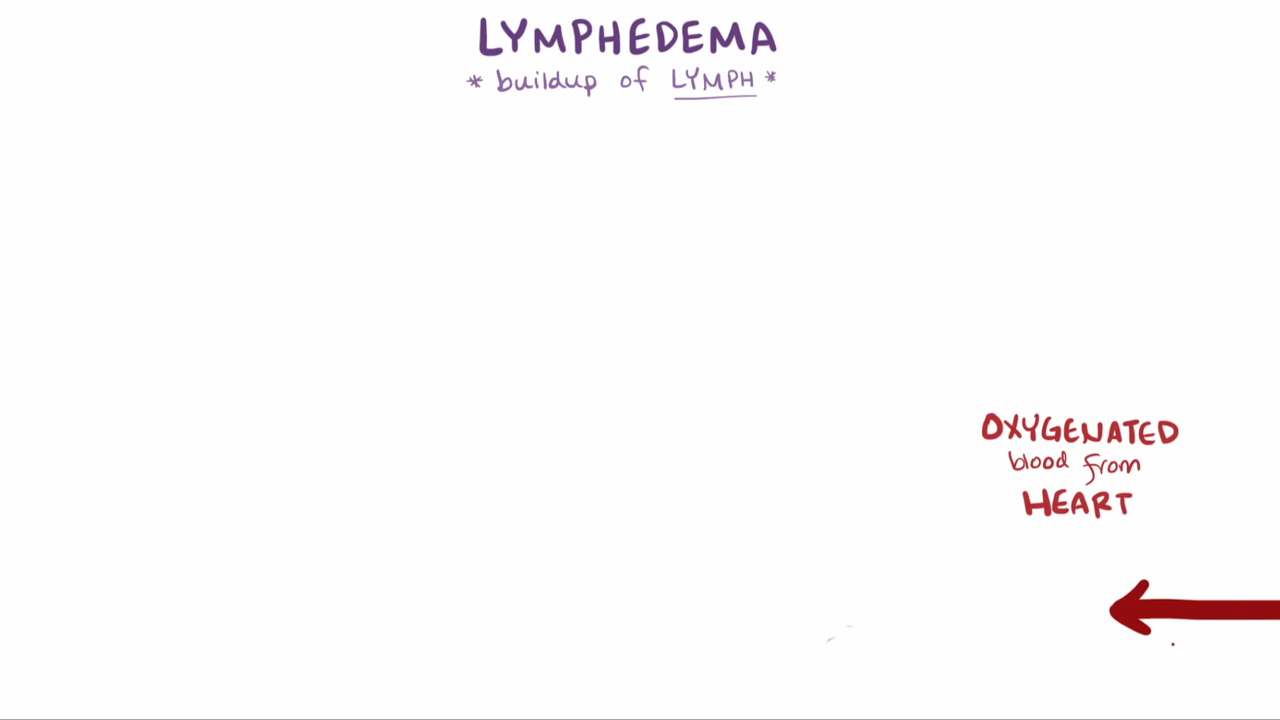 LYMPHEDEMA
* buildup of LYMPH *
OXYGENATED
blood from
HEART